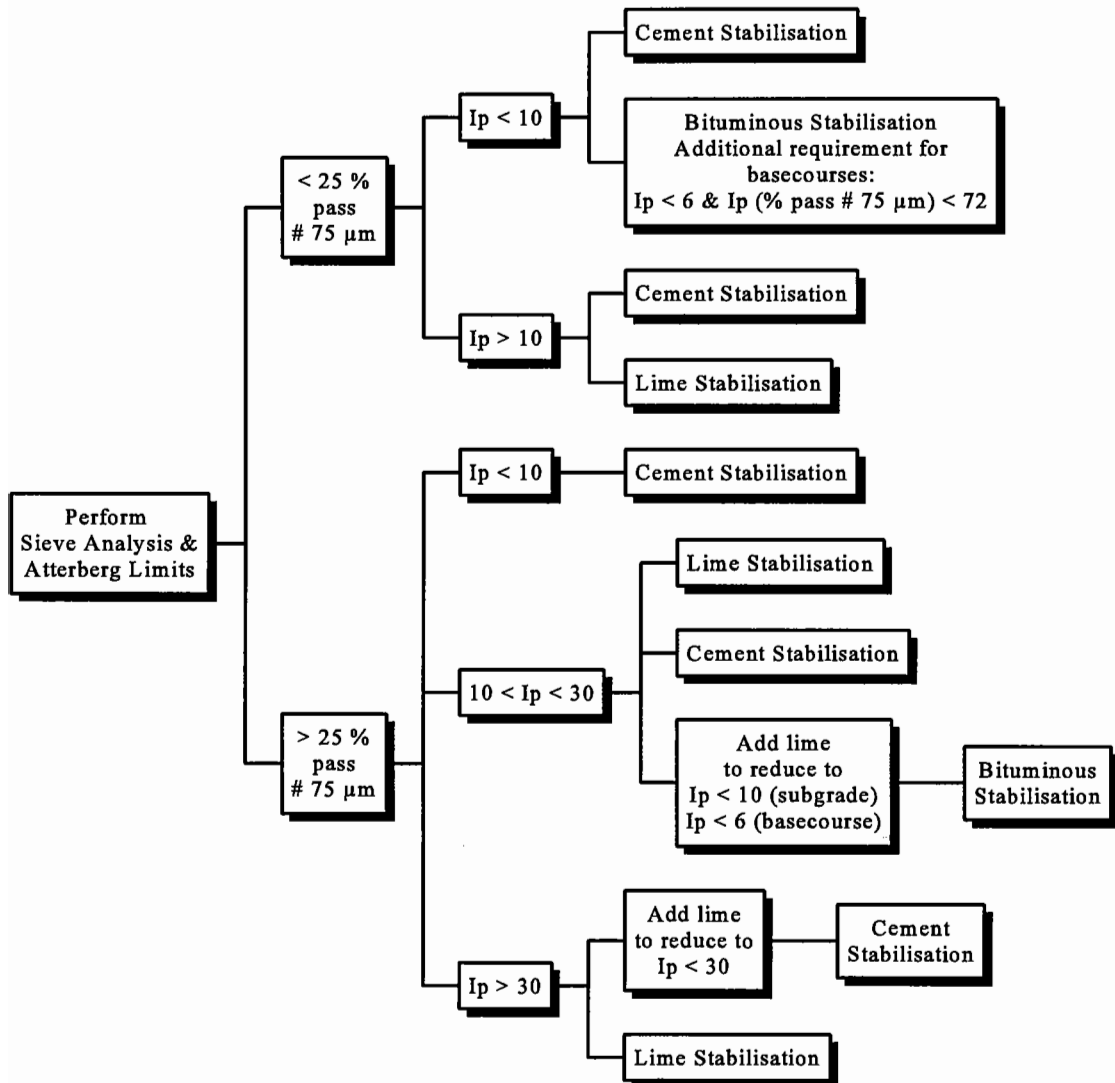 Perform
Sieve Analysis &
Atterberg Limits
< 25 %
pass
# 75 µm
Ip < 10
Cement Stabilisation
Bituminous Stabilisation
Additional requirement for
basecourses:
Ip < 6 & Ip (% pass # 75 µm) < 72
Ip > 10
Cement Stabilisation
Lime Stabilisation
> 25 %
pass
# 75 µm
Ip < 10
Cement Stabilisation
10 < Ip < 30
Lime Stabilisation
Cement Stabilisation
Add lime
to reduce to
Ip < 10 (subgrade)
Ip < 6 (basecourse)
Bituminous
Stabilisation
Ip > 30
Add lime
to reduce to
Ip < 30
Cement
Stabilisation
Lime Stabilisation